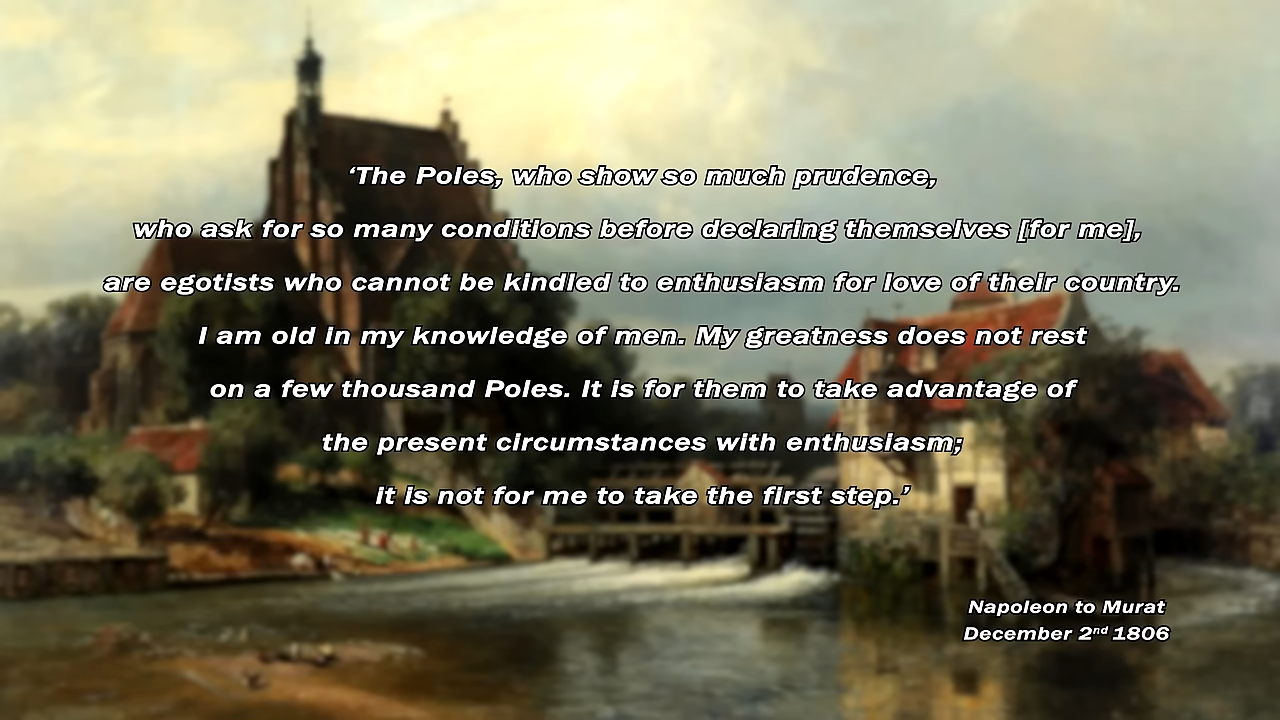 ‘The Poles, who show so much prudence,
who ask for so many conditions before declaring themselves [for me],
are egotists who cannot be kindled to enthusiasm for love of their country.
I am old in my knowledge of men. My greatness does not rest
on a few thousand Poles. It is for them to take advantage of
the present circumstances with enthusiasm;
It is not for me to take the first step.’
Napoleon to Murat
December 2nd 1806